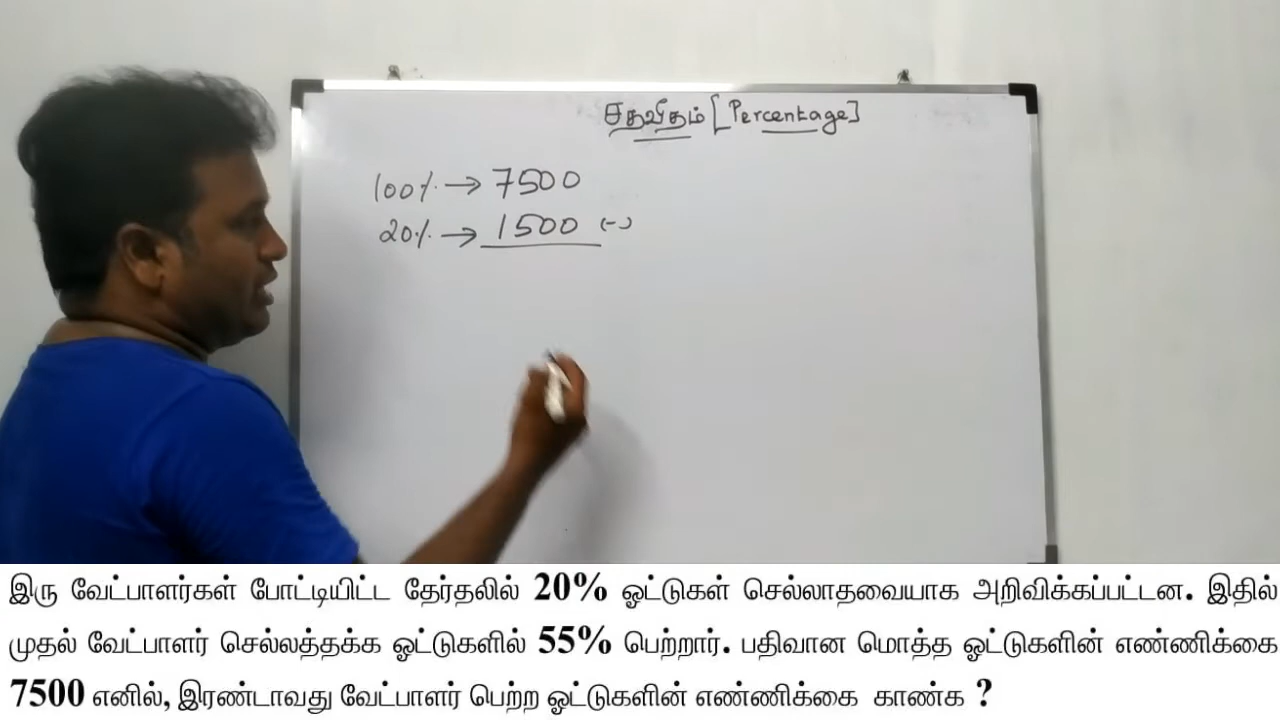 சதவீதம் [Percentage]
100% → 7500
20% → 1500 (-)
இரு வேட்பாளர்கள் போட்டியிட்ட தேர்தலில் 20% ஓட்டுகள் செல்லாதவையாக அறிவிக்கப்பட்டன. இதில்
முதல் வேட்பாளர் செல்லத்தக்க ஓட்டுகளில் 55% பெற்றார். பதிவான மொத்த ஓட்டுகளின் எண்ணிக்கை
7500 எனில், இரண்டாவது வேட்பாளர் பெற்ற ஓட்டுகளின் எண்ணிக்கை காண்க ?